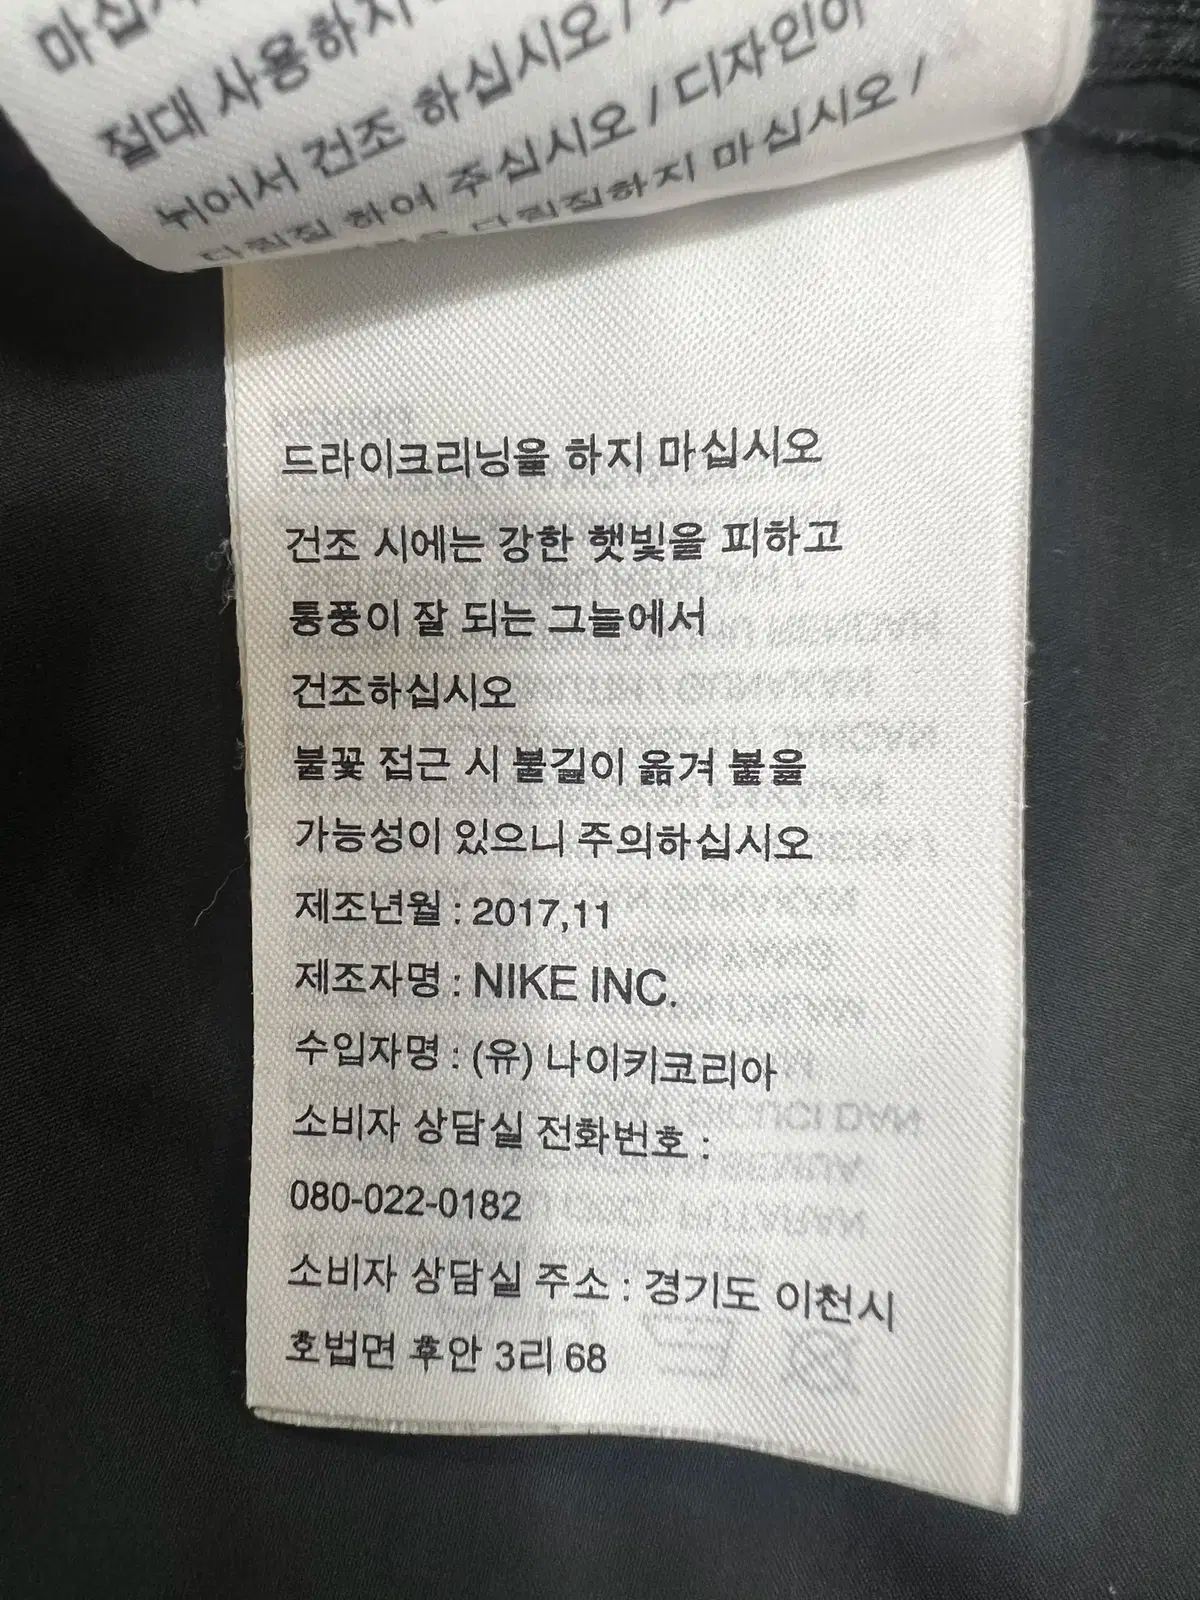 마십
절대 사용하지
뉘어서 건조 하십시오 /
다림질 하여 주십시오 / 디자인이
다림질하지 마십시오 /
드라이크리닝을 하지 마십시오
건조 시에는 강한 햇빛을 피하고
통풍이 잘 되는 그늘에서
건조하십시오
불꽃 접근 시 불길이 옮겨 붙을
가능성이 있으니 주의하십시오
제조년월 : 2017,11
제조자명 : NIKE INC.
수입자명 : (유) 나이키코리아
소비자 상담실 전화번호 :
080-022-0182
소비자 상담실 주소 : 경기도 이천시
호법면 후안 3리 68